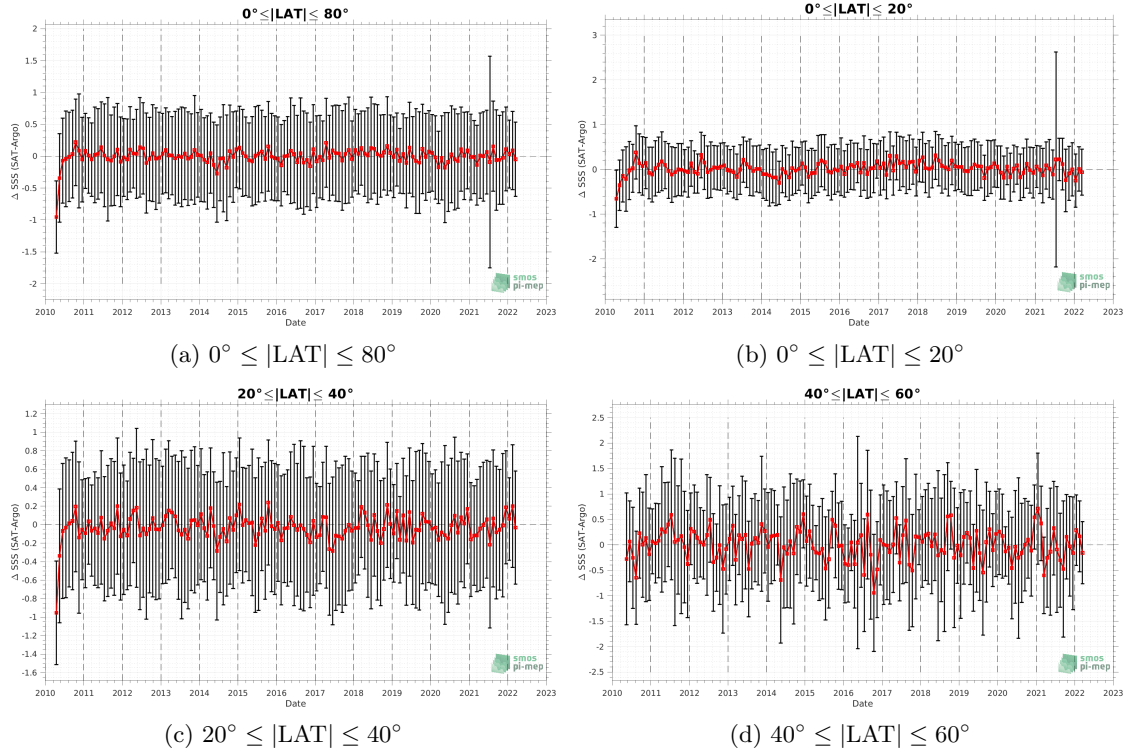 0°≤|LAT|≤ 80°
Δ SSS (SAT-Argo)
2
1.5
1
0.5
0
-0.5
-1
-1.5
-2
2010 2011 2012 2013 2014 2015 2016 2017 2018 2019 2020 2021 2022 2023
Date
smos
pi-mep
(a) 0° ≤ |LAT| ≤ 80°
0°≤|LAT|≤ 20°
Δ SSS (SAT-Argo)
3
2
1
0
-1
-2
2010 2011 2012 2013 2014 2015 2016 2017 2018 2019 2020 2021 2022 2023
Date
smos
pi-mep
(b) 0° ≤ |LAT| ≤ 20°
20°≤|LAT|≤ 40°
Δ SSS (SAT-Argo)
1.2
1
0.8
0.6
0.4
0.2
0
-0.2
-0.4
-0.6
-0.8
-1
-1.2
-1.4
-1.6
2010 2011 2012 2013 2014 2015 2016 2017 2018 2019 2020 2021 2022 2023
Date
smos
pi-mep
(c) 20° ≤ |LAT| ≤ 40°
40°≤|LAT|≤ 60°
Δ SSS (SAT-Argo)
2.5
2
1.5
1
0.5
0
-0.5
-1
-1.5
-2
-2.5
2010 2011 2012 2013 2014 2015 2016 2017 2018 2019 2020 2021 2022 2023
Date
smos
pi-mep
(d) 40° ≤ |LAT| ≤ 60°